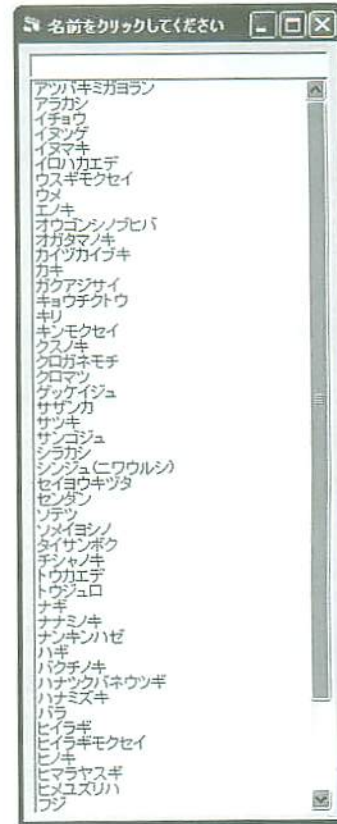 名前をクリックしてください
アツバキミガヨラン
アラカシ
イチョウ
イヌツゲ
イヌマキ
イロハカエデ
ウスギモクセイ
ウメ
エノキ
オウゴンシノブヒバ
オガタマノキ
カイヅカイブキ
カキ
ガクアジサイ
キョウチクトウ
キリ
キンモクセイ
クスノキ
クロガネモチ
クロマツ
ゲッケイジュ
サザンカ
サツキ
サンゴジュ
シラカシ
シンジュ(ニワウルシ)
セイヨウキヅタ
センダン
ソテツ
ソメイヨシノ
タイサンボク
チシャノキ
トウカエデ
トウジュロ
ナギ
ナナミノキ
ナンキンハゼ
ハギ
バクチノキ
ハナツクバネウツギ
ハナミズキ
バラ
ヒイラギ
ヒイラギモクセイ
ヒノキ
ヒマラヤスギ
ヒメユズリハ
フジ